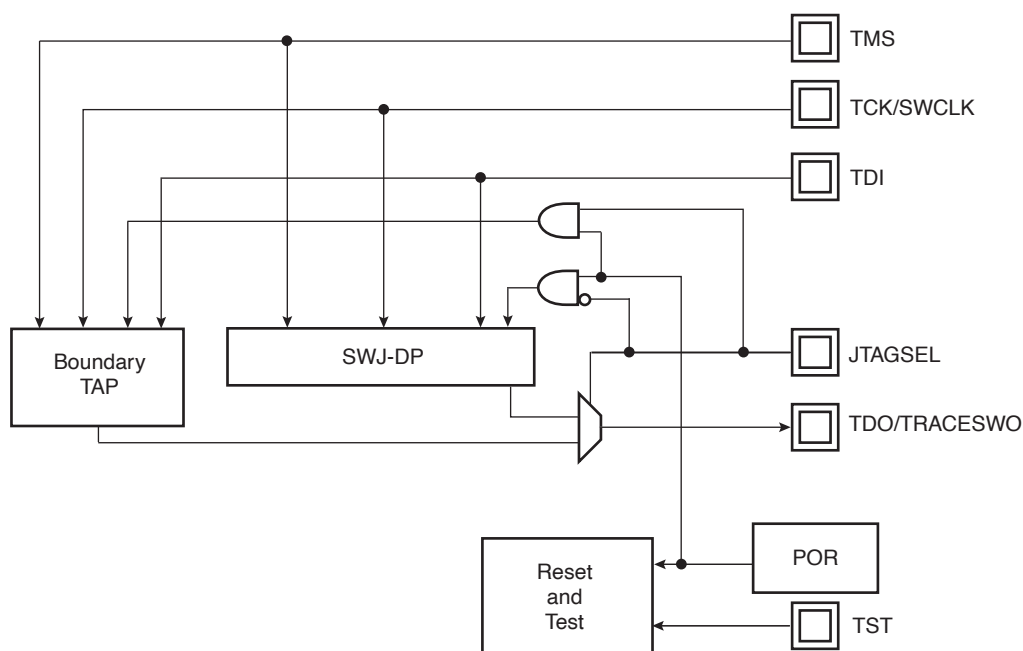 TMS
TCK/SWCLK
TDI
Boundary
TAP
SWJ-DP
JTAGSEL
TDO/TRACESWO
POR
Reset
and
Test
TST